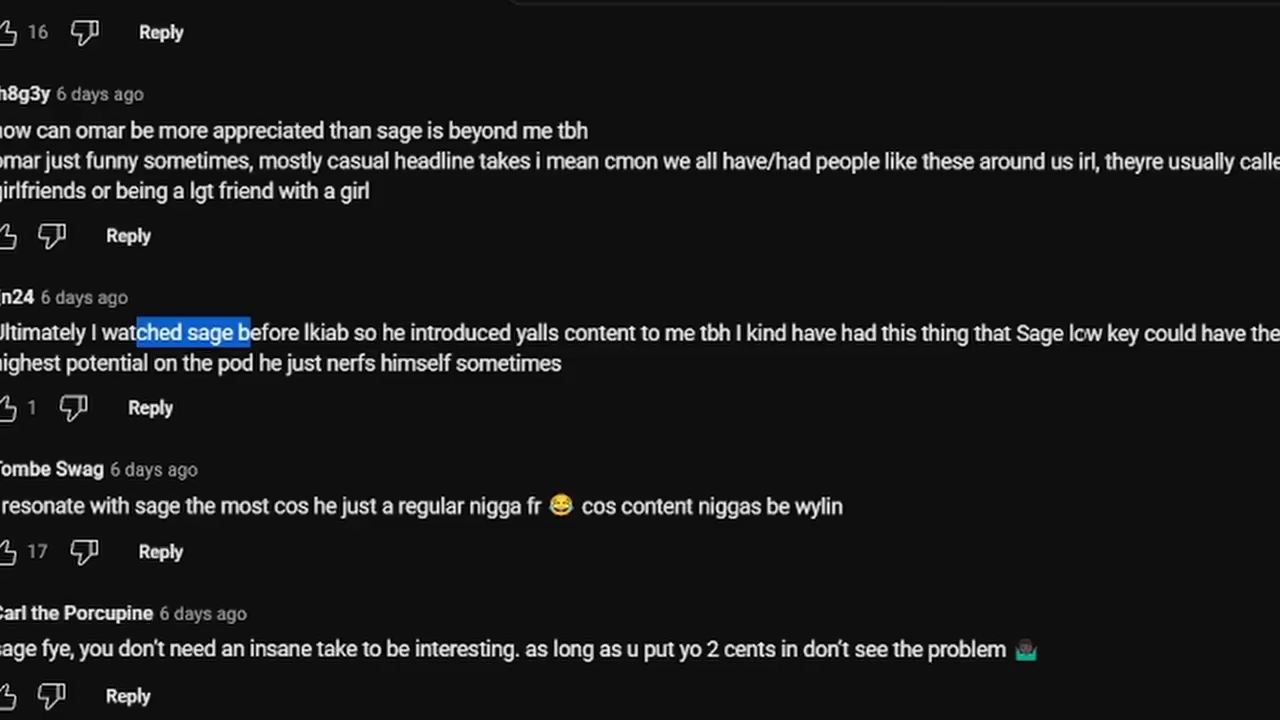 16 Reply
h8g3y 6 days ago
how can omar be more appreciated than sage is beyond me tbh
omar just funny sometimes, mostly casual headline takes i mean cmon we all have/had people like these around us irl, theyre usually calle
girlfriends or being a lgt friend with a girl
Reply
n24 6 days ago
Ultimately I watched sage before lkiab so he introduced yalls content to me tbh I kind have had this thing that Sage low key could have the
highest potential on the pod he just nerfs himself sometimes
1 Reply
Tombe Swag 6 days ago
resonate with sage the most cos he just a regular nigga fr 😂 cos content niggas be wylin
17 Reply
Carl the Porcupine 6 days ago
sage fye, you don't need an insane take to be interesting. as long as u put yo 2 cents in don't see the problem 🤷🏿‍♂️
Reply